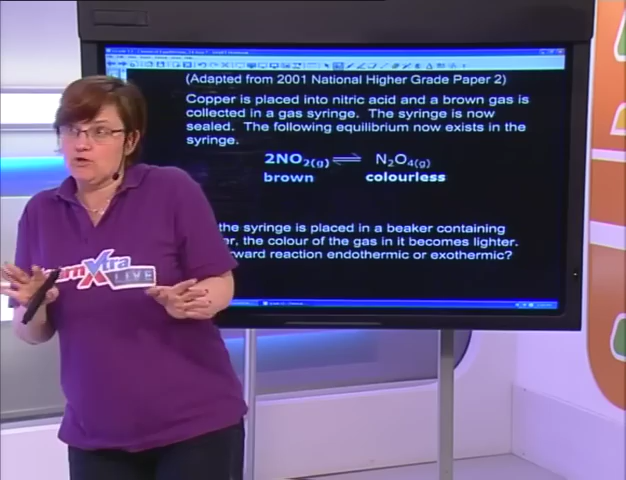 (Adapted from 2001 National Higher Grade Paper 2)
Copper is placed into nitric acid and a brown gas is
collected in a gas syringe. The syringe is now
sealed. The following equilibrium now exists in the
syringe.
2NO₂(g) ⇌ N₂O₄(g)
brown colourless
the syringe is placed in a beaker containing
the colour of the gas in it becomes lighter.
reaction endothermic or exothermic?
Xtra
LIVE